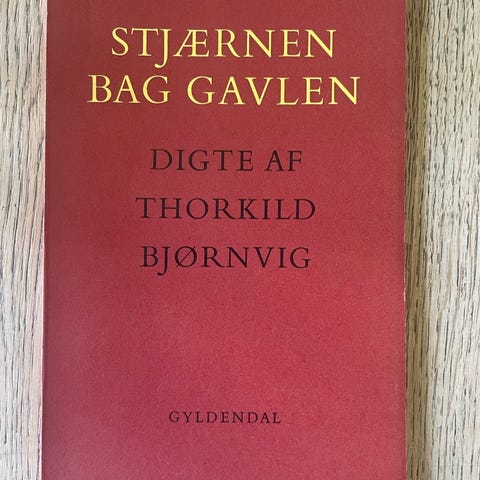 STJÆRNEN
BAG GAVLEN
DIGTE AF
THORKILD
BJØRNVIG
GYLDENDAL